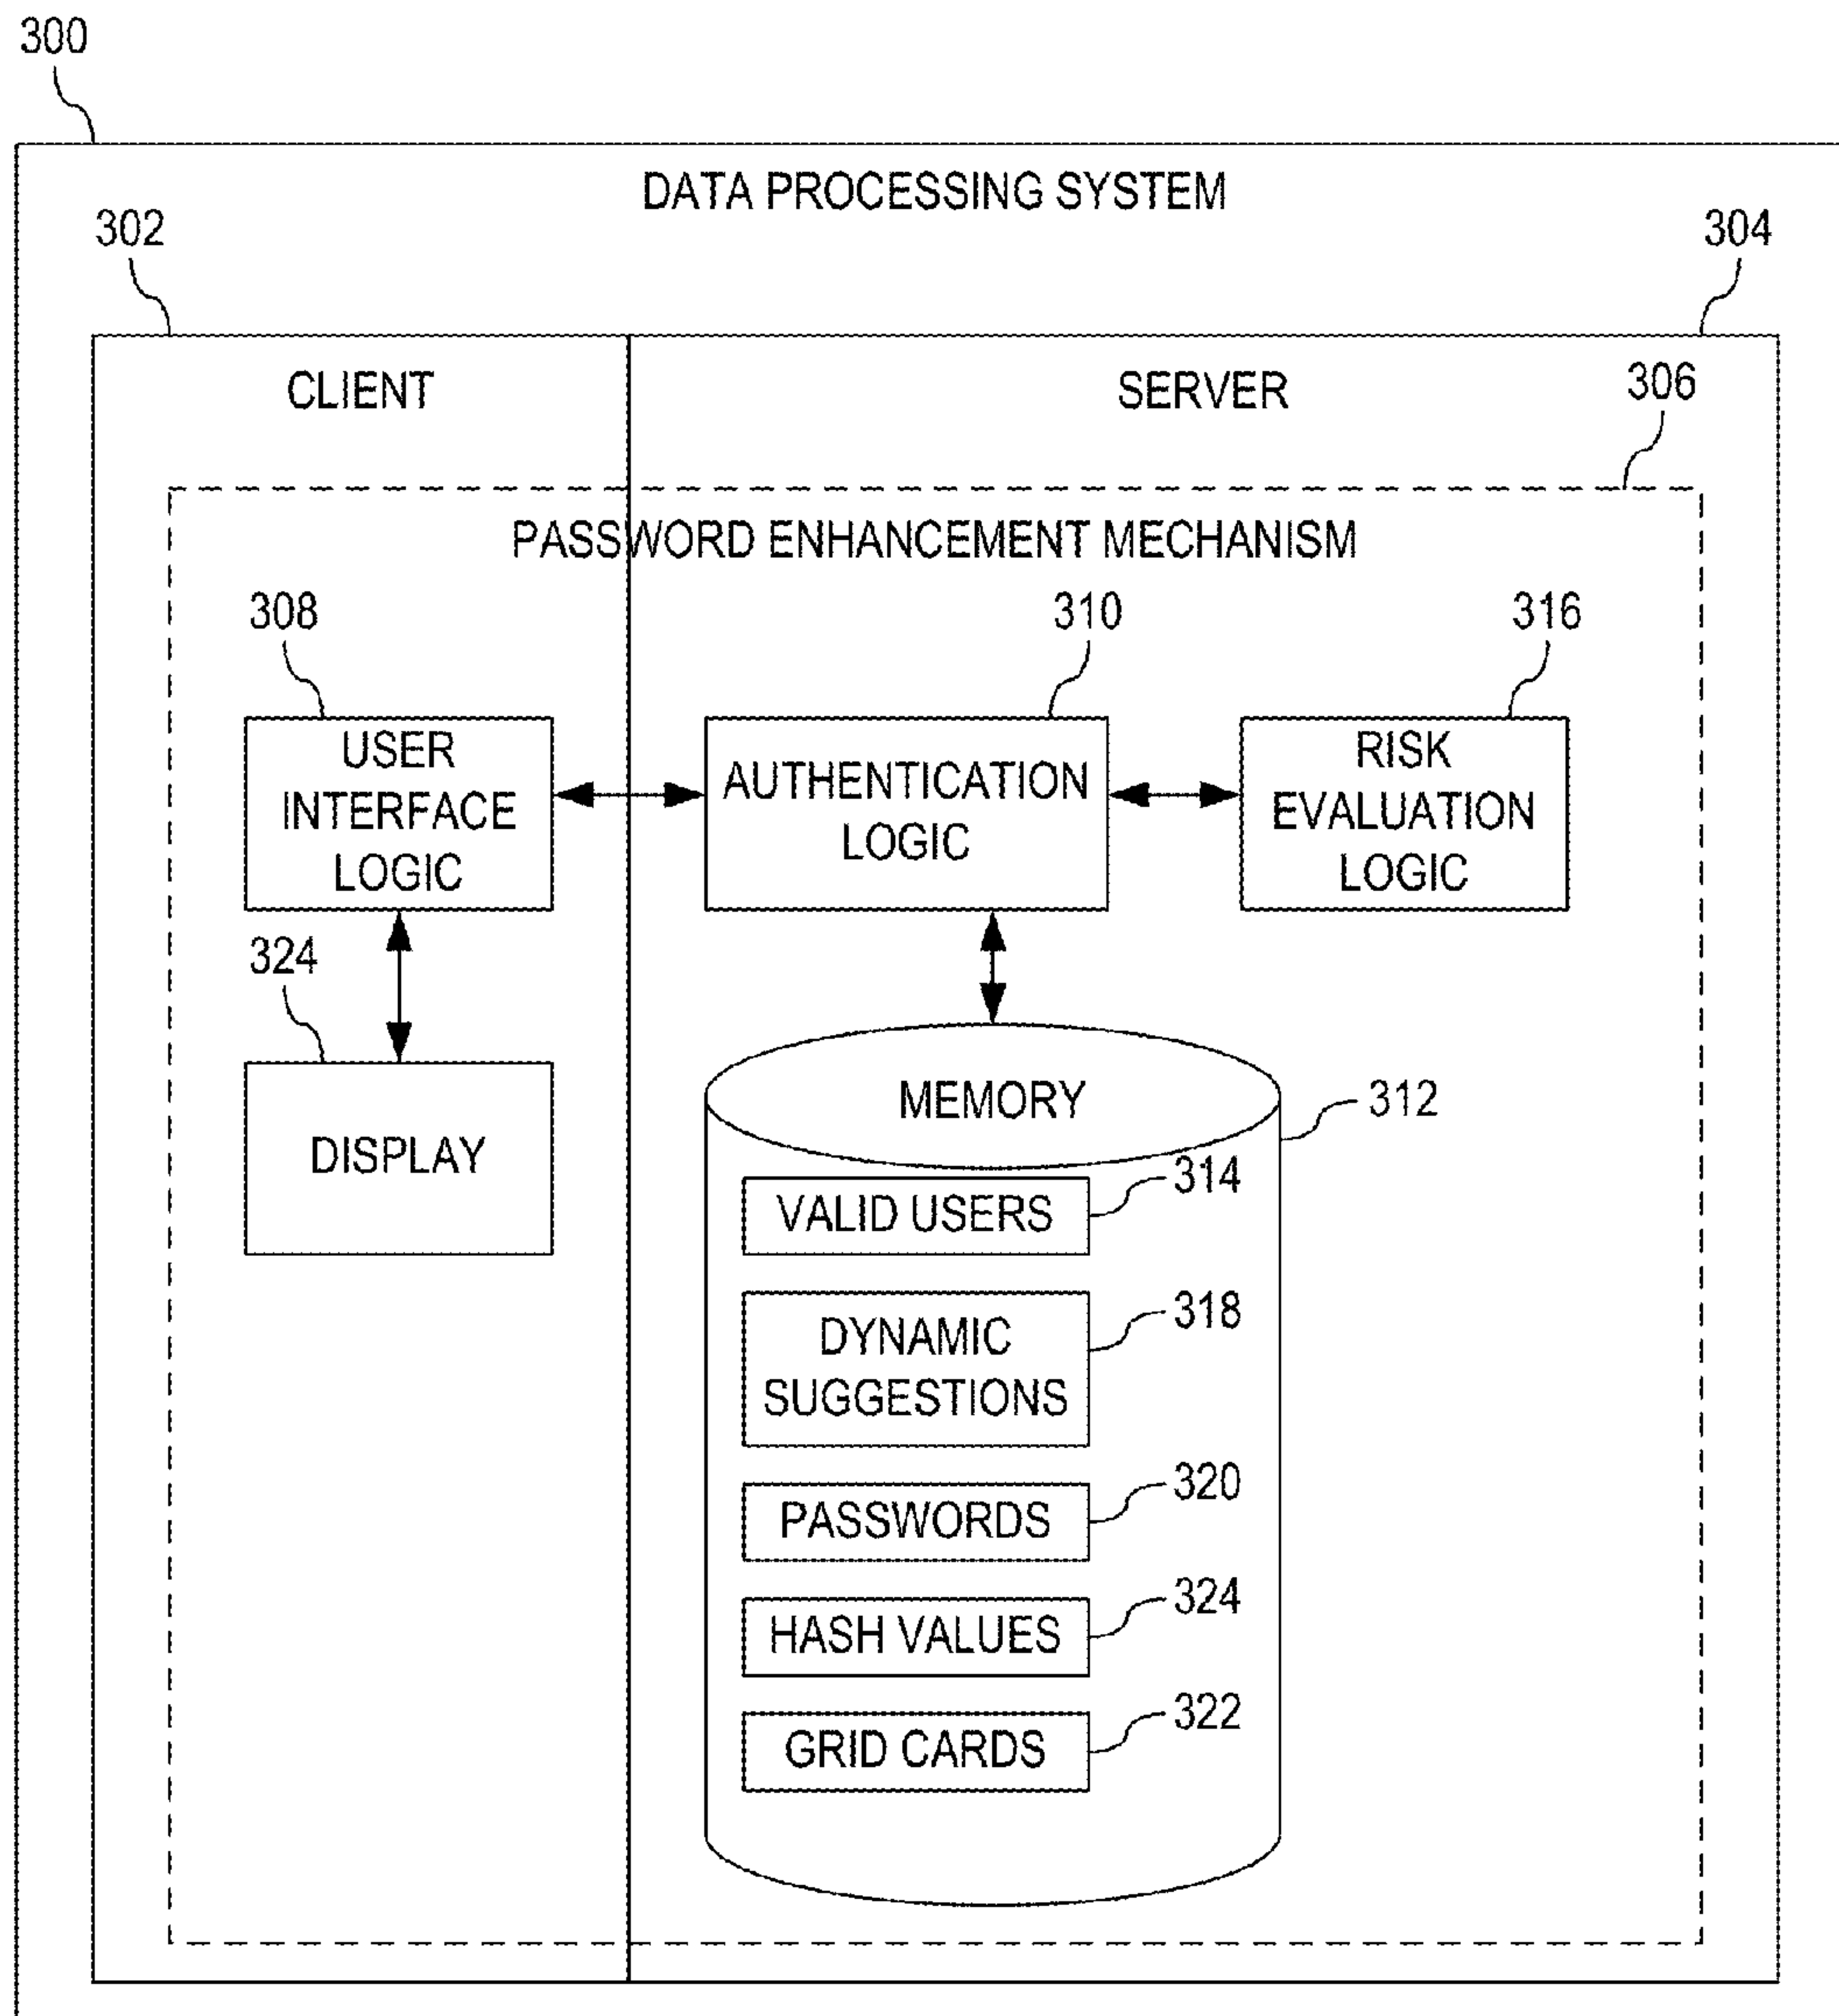 300
DATA PROCESSING SYSTEM
302
304
CLIENT
SERVER
306
PASSWORD ENHANCEMENT MECHANISM
308
310
316
USER
INTERFACE
LOGIC
AUTHENTICATION
LOGIC
RISK
EVALUATION
LOGIC
324
DISPLAY
MEMORY
312
VALID USERS
314
DYNAMIC
SUGGESTIONS
318
PASSWORDS
320
HASH VALUES
324
GRID CARDS
322